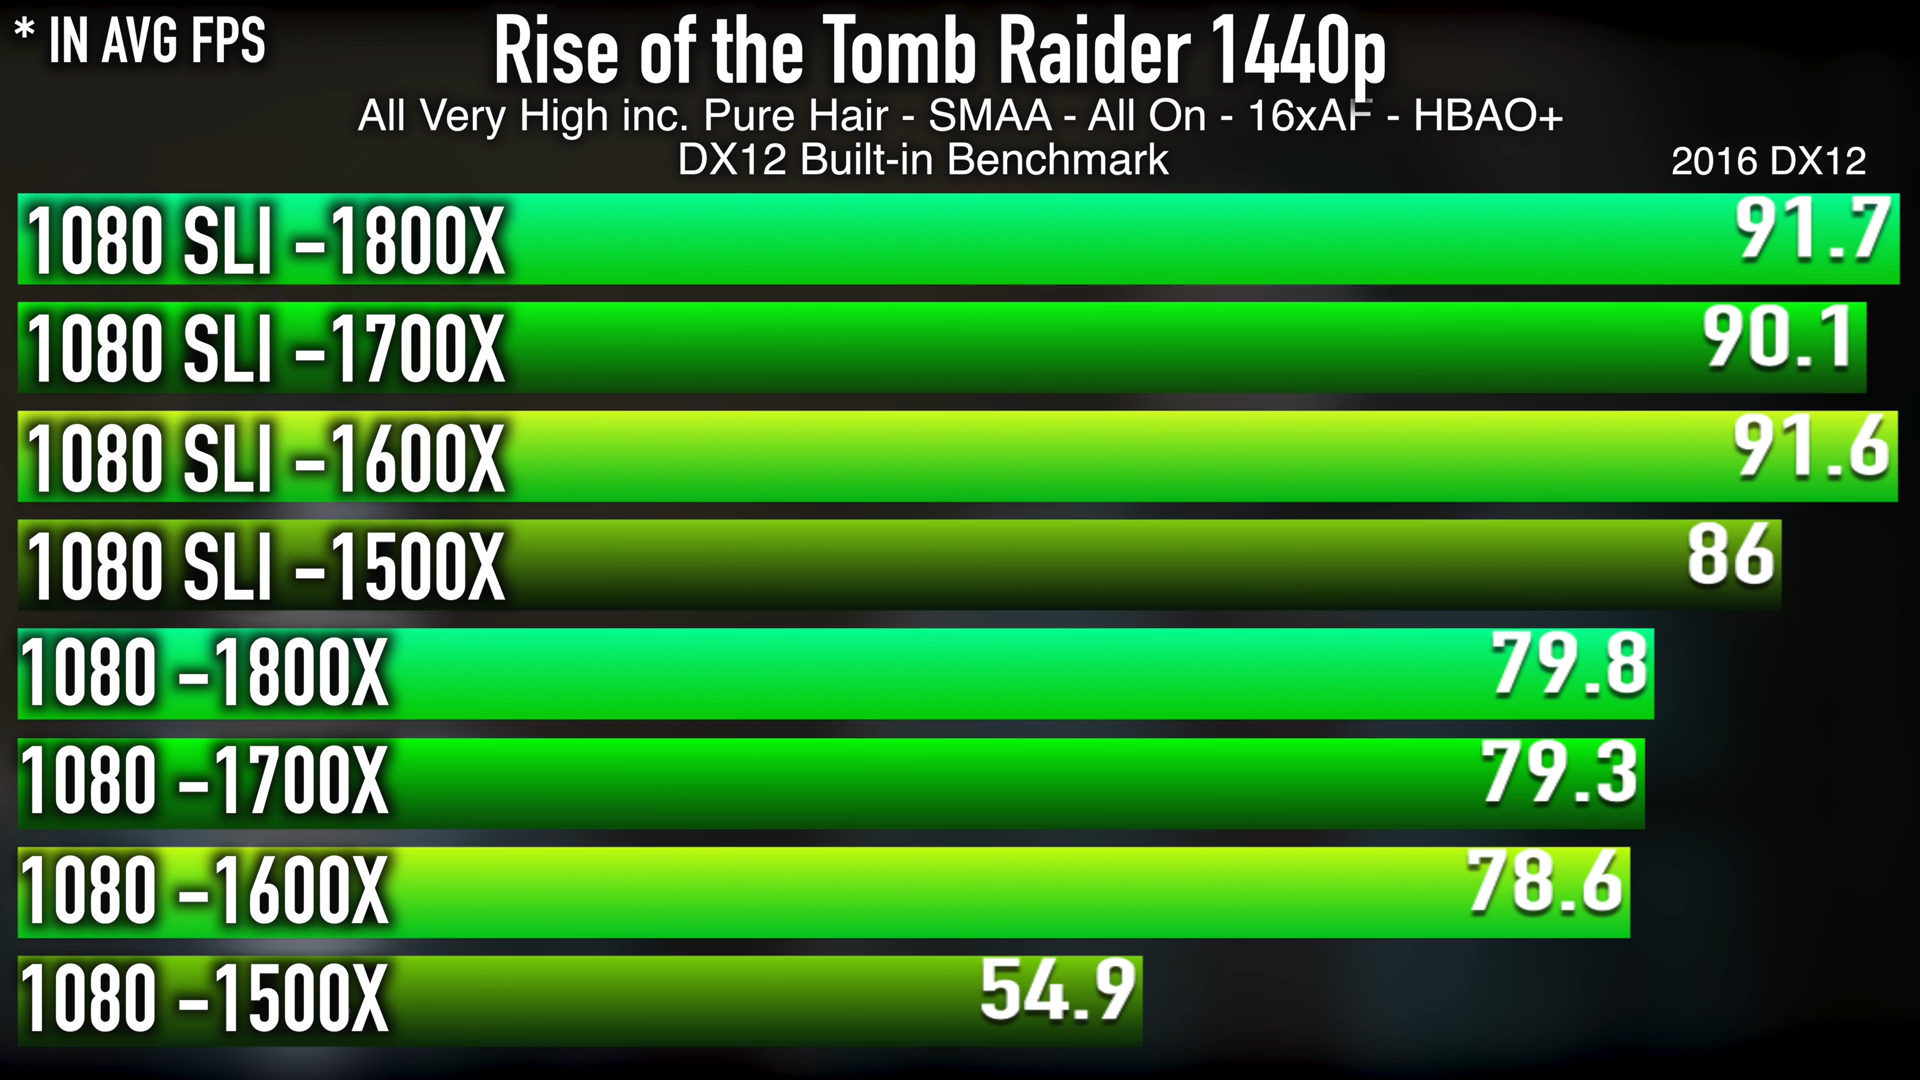 * IN AVG FPS
Rise of the Tomb Raider 1440p
All Very High inc. Pure Hair - SMAA - All On - 16xAF - HBAO+
DX12 Built-in Benchmark
2016 DX12
1080 SLI -1800X 91.7
1080 SLI -1700X 90.1
1080 SLI -1600X 91.6
1080 SLI -1500X 86
1080 -1800X 79.8
1080 -1700X 79.3
1080 -1600X 78.6
1080 -1500X 54.9